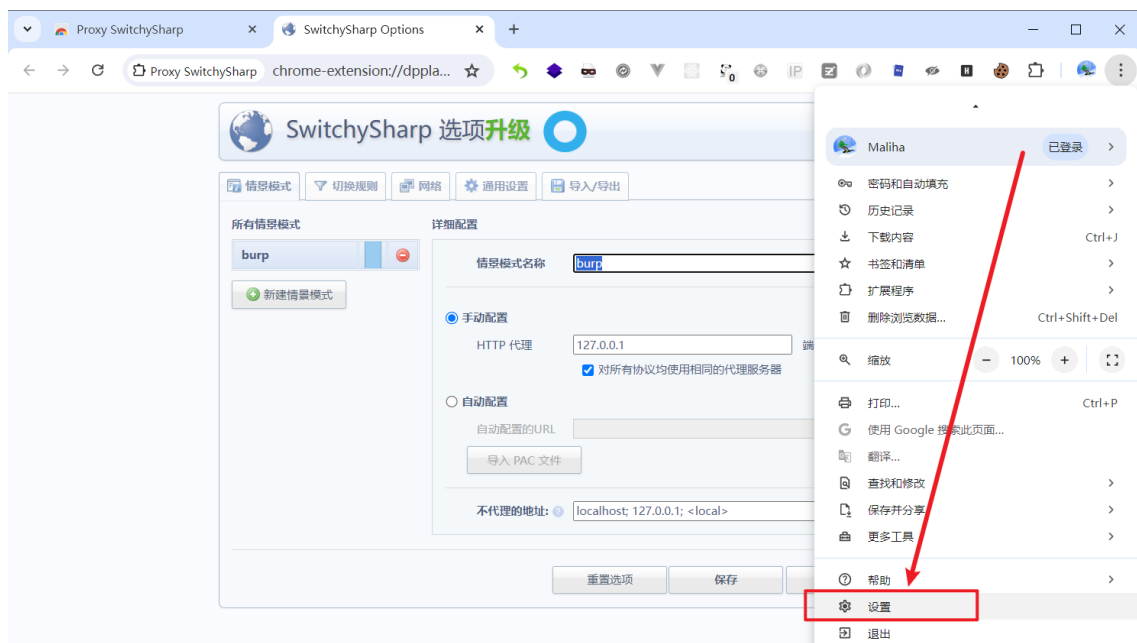 Proxy SwitchySharp
SwitchySharp Options
Proxy SwitchySharp
chrome-extension://dppla...
0
IP
SwitchySharp 选项升级
情景模式
切换规则
网络
通用设置
导入/导出
所有情景模式
burp
新建情景模式
详细配置
情景模式名称
burp
手动配置
HTTP 代理
127.0.0.1
端
对所有协议均使用相同的代理服务器
自动配置
自动配置的URL
导入 PAC 文件
不代理的地址:
localhost; 127.0.0.1; <local>
重置选项
保存
Maliha
已登录
密码和自动填充
历史记录
下载内容
Ctrl+J
书签和清单
扩展程序
删除浏览数据...
Ctrl+Shift+Del
缩放
− 100% +
打印...
Ctrl+P
使用 Google 搜索此页面...
翻译...
查找和修改
保存并分享
更多工具
帮助
设置
退出